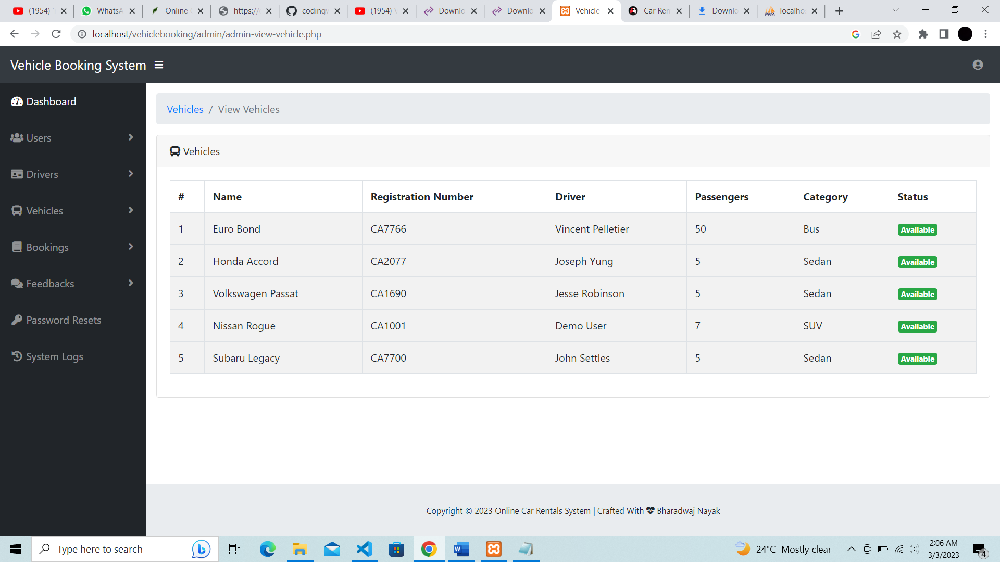 (1954) '
WhatsA
Online
https://
codingv
(1954)
Downlo
Downlo
Vehicle
Car Ren
Downlo
localhos
localhost/vehiclebooking/admin/admin-view-vehicle.php
Vehicle Booking System
Dashboard
Users
Drivers
Vehicles
Bookings
Feedbacks
Password Resets
System Logs
Vehicles / View Vehicles
Vehicles
# Name Registration Number Driver Passengers Category Status
1 Euro Bond CA7766 Vincent Pelletier 50 Bus Available
2 Honda Accord CA2077 Joseph Yung 5 Sedan Available
3 Volkswagen Passat CA1690 Jesse Robinson 5 Sedan Available
4 Nissan Rogue CA1001 Demo User 7 SUV Available
5 Subaru Legacy CA7700 John Settles 5 Sedan Available
Copyright © 2023 Online Car Rentals System | Crafted With Bharadwaj Nayak
Type here to search
24°C Mostly clear
2:06 AM
3/3/2023
4